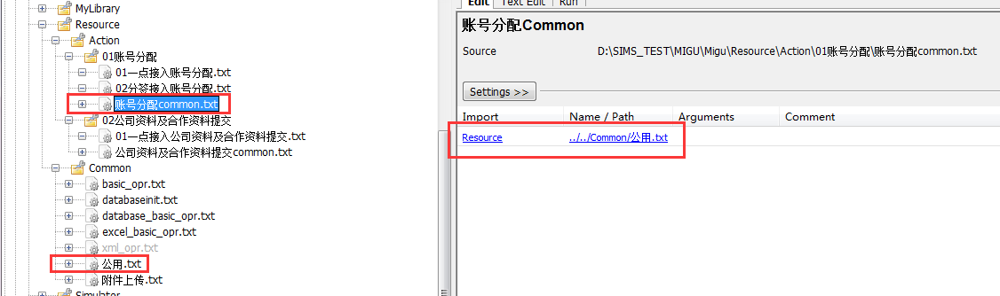 MyLibrary
Resource
Action
01账号分配
01一点接入账号分配.txt
02分签接入账号分配.txt
账号分配common.txt
02公司资料及合作资料提交
01一点接入公司资料及合作资料提交.txt
公司资料及合作资料提交common.txt
Common
basic_opr.txt
databaseinit.txt
database_basic_opr.txt
excel_basic_opr.txt
xml_opr.txt
公用.txt
附件上传.txt
Simulator
Edit Text Edit Run
账号分配Common
Source D:\SIMS_TEST\MIGU\Migu\Resource\Action\01账号分配\账号分配common.txt
Settings >>
Import Name / Path Arguments Comment
Resource ../../Common/公用.txt